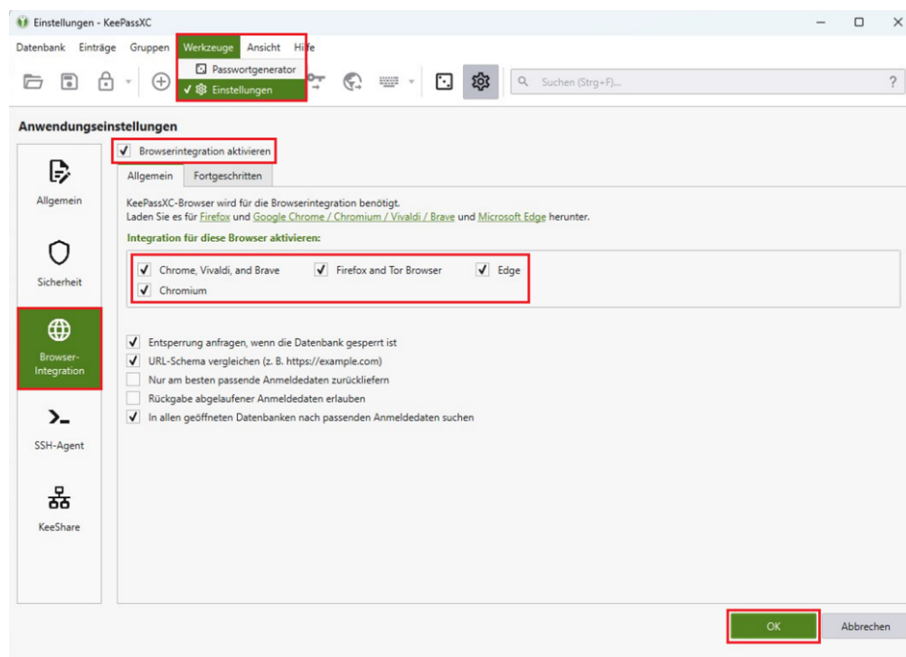 Einstellungen - KeePassXC
Datenbank Einträge Gruppen Werkzeuge Ansicht Hilfe
Passwortgenerator
Einstellungen
Suchen (Strg+F)...
?
Anwendungseinstellungen
Browserintegration aktivieren
Allgemein Fortgeschritten
KeePassXC-Browser wird für die Browserintegration benötigt.
Laden Sie es für Firefox und Google Chrome / Chromium / Vivaldi / Brave und Microsoft Edge herunter.
Integration für diese Browser aktivieren:
Chrome, Vivaldi, and Brave Firefox and Tor Browser Edge
Chromium
Entsperrung anfragen, wenn die Datenbank gesperrt ist
URL-Schema vergleichen (z. B. https://example.com)
Nur am besten passende Anmeldedaten zurückliefern
Rückgabe abgelaufener Anmeldedaten erlauben
In allen geöffneten Datenbanken nach passenden Anmeldedaten suchen
Allgemein
Sicherheit
Browser-
Integration
SSH-Agent
KeeShare
OK Abbrechen